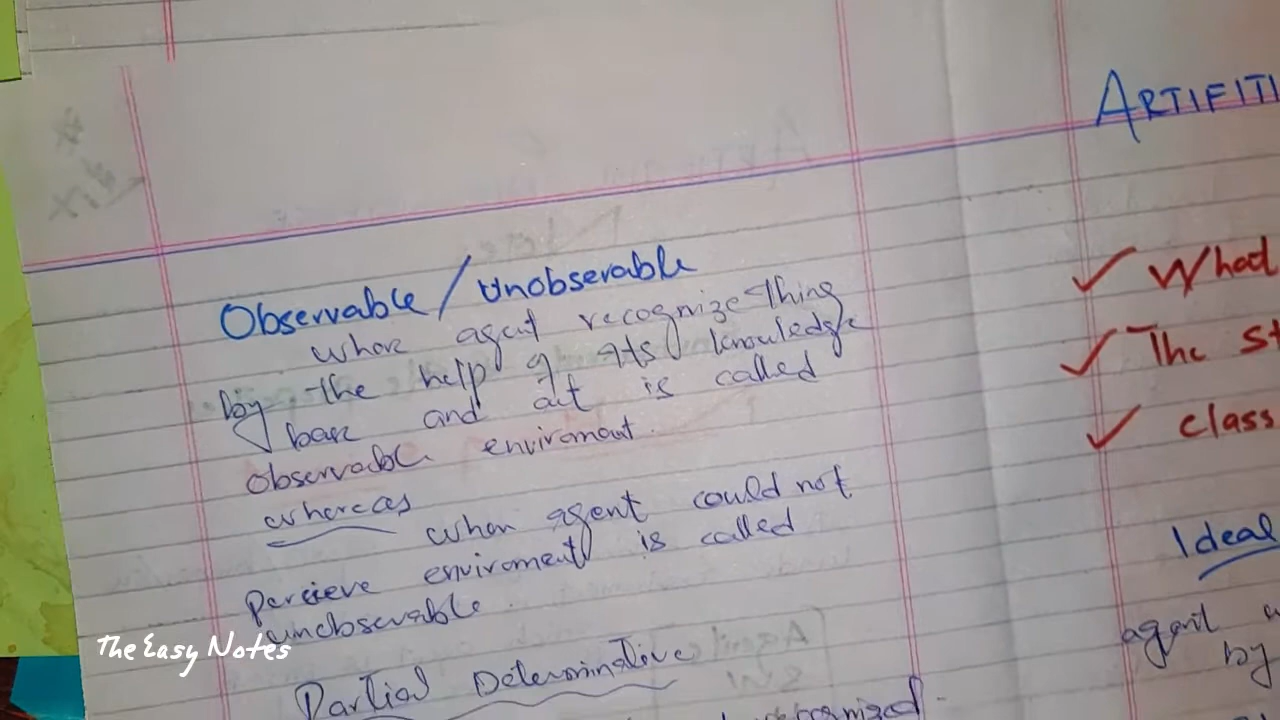 Observable / Unobserable
when agent recognize thing
by the help of its knowledge
base and act is called
Observable enviroment.
whereas
when agent could not
percieve enviroment is called
unobservable.
Partial Determinative
ARTIFITI
✓ What
✓ The St
✓ class
Ideal
agent
by
The Easy Notes